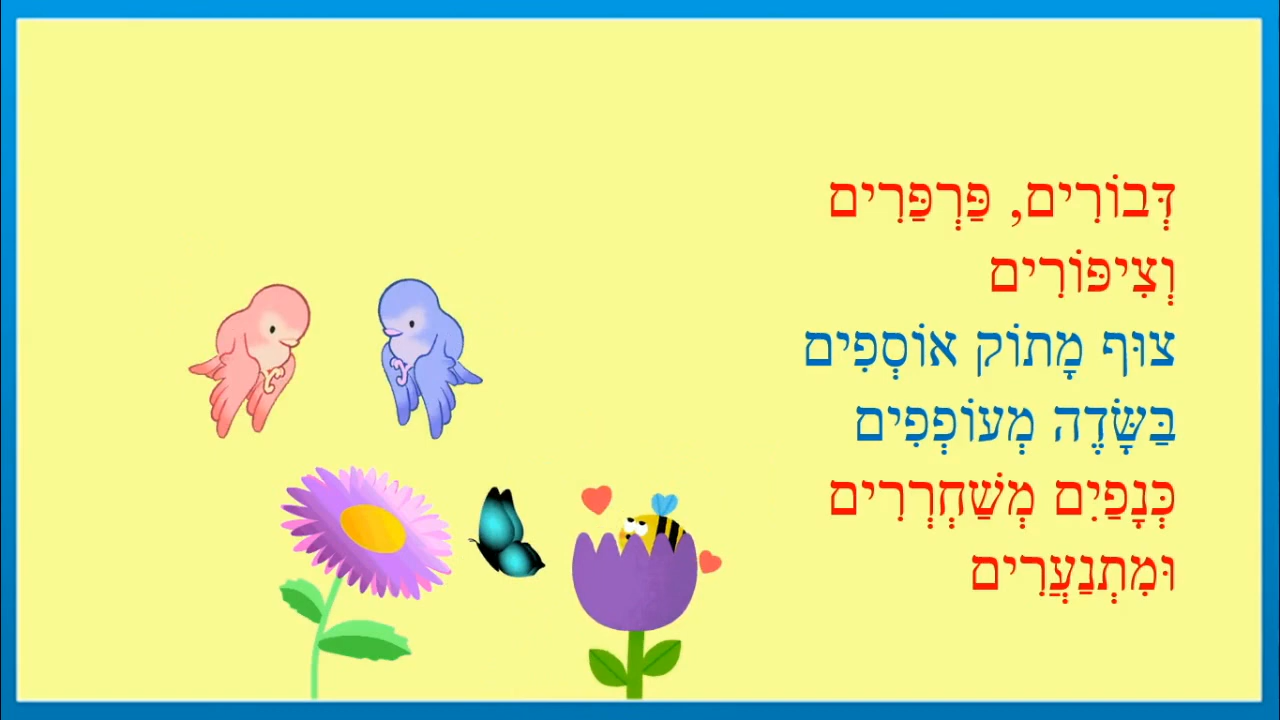 דְּבוֹרִים, פַּרְפַּרִים
וְצִיפּוֹרִים
צוּף מָתוֹק אוֹסְפִים
בַּשָּׂדֶה מְעוֹפְפִים
כְּנָפַיִם מְשַׁחְרְרִים
וּמִתְנַעֲרִים